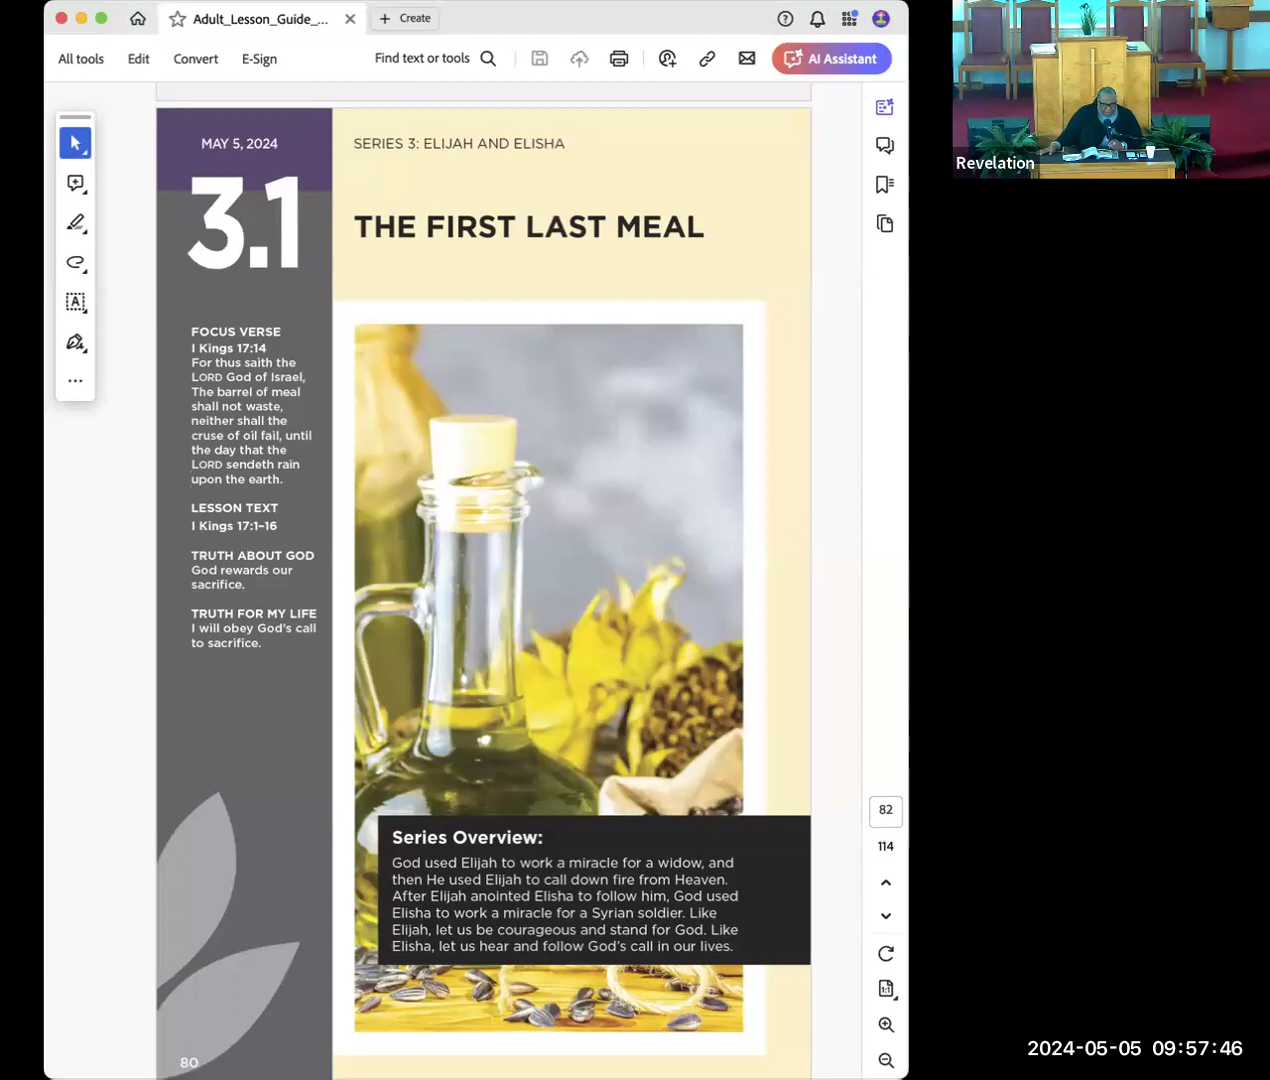 Adult_Lesson_Guide_...
Create
All tools
Edit
Convert
E-Sign
Find text or tools
AI Assistant
Revelation
MAY 5, 2024
SERIES 3: ELIJAH AND ELISHA
3.1
THE FIRST LAST MEAL
FOCUS VERSE
I Kings 17:14
For thus saith the
LORD God of Israel,
The barrel of meal
shall not waste,
neither shall the
cruse of oil fail, until
the day that the
LORD sendeth rain
upon the earth.
LESSON TEXT
I Kings 17:1–16
TRUTH ABOUT GOD
God rewards our
sacrifice.
TRUTH FOR MY LIFE
I will obey God's call
to sacrifice.
Series Overview:
God used Elijah to work a miracle for a widow, and
then He used Elijah to call down fire from Heaven.
After Elijah anointed Elisha to follow him, God used
Elisha to work a miracle for a Syrian soldier. Like
Elijah, let us be courageous and stand for God. Like
Elisha, let us hear and follow God's call in our lives.
80
82
114
1:1
2024-05-05 09:57:46